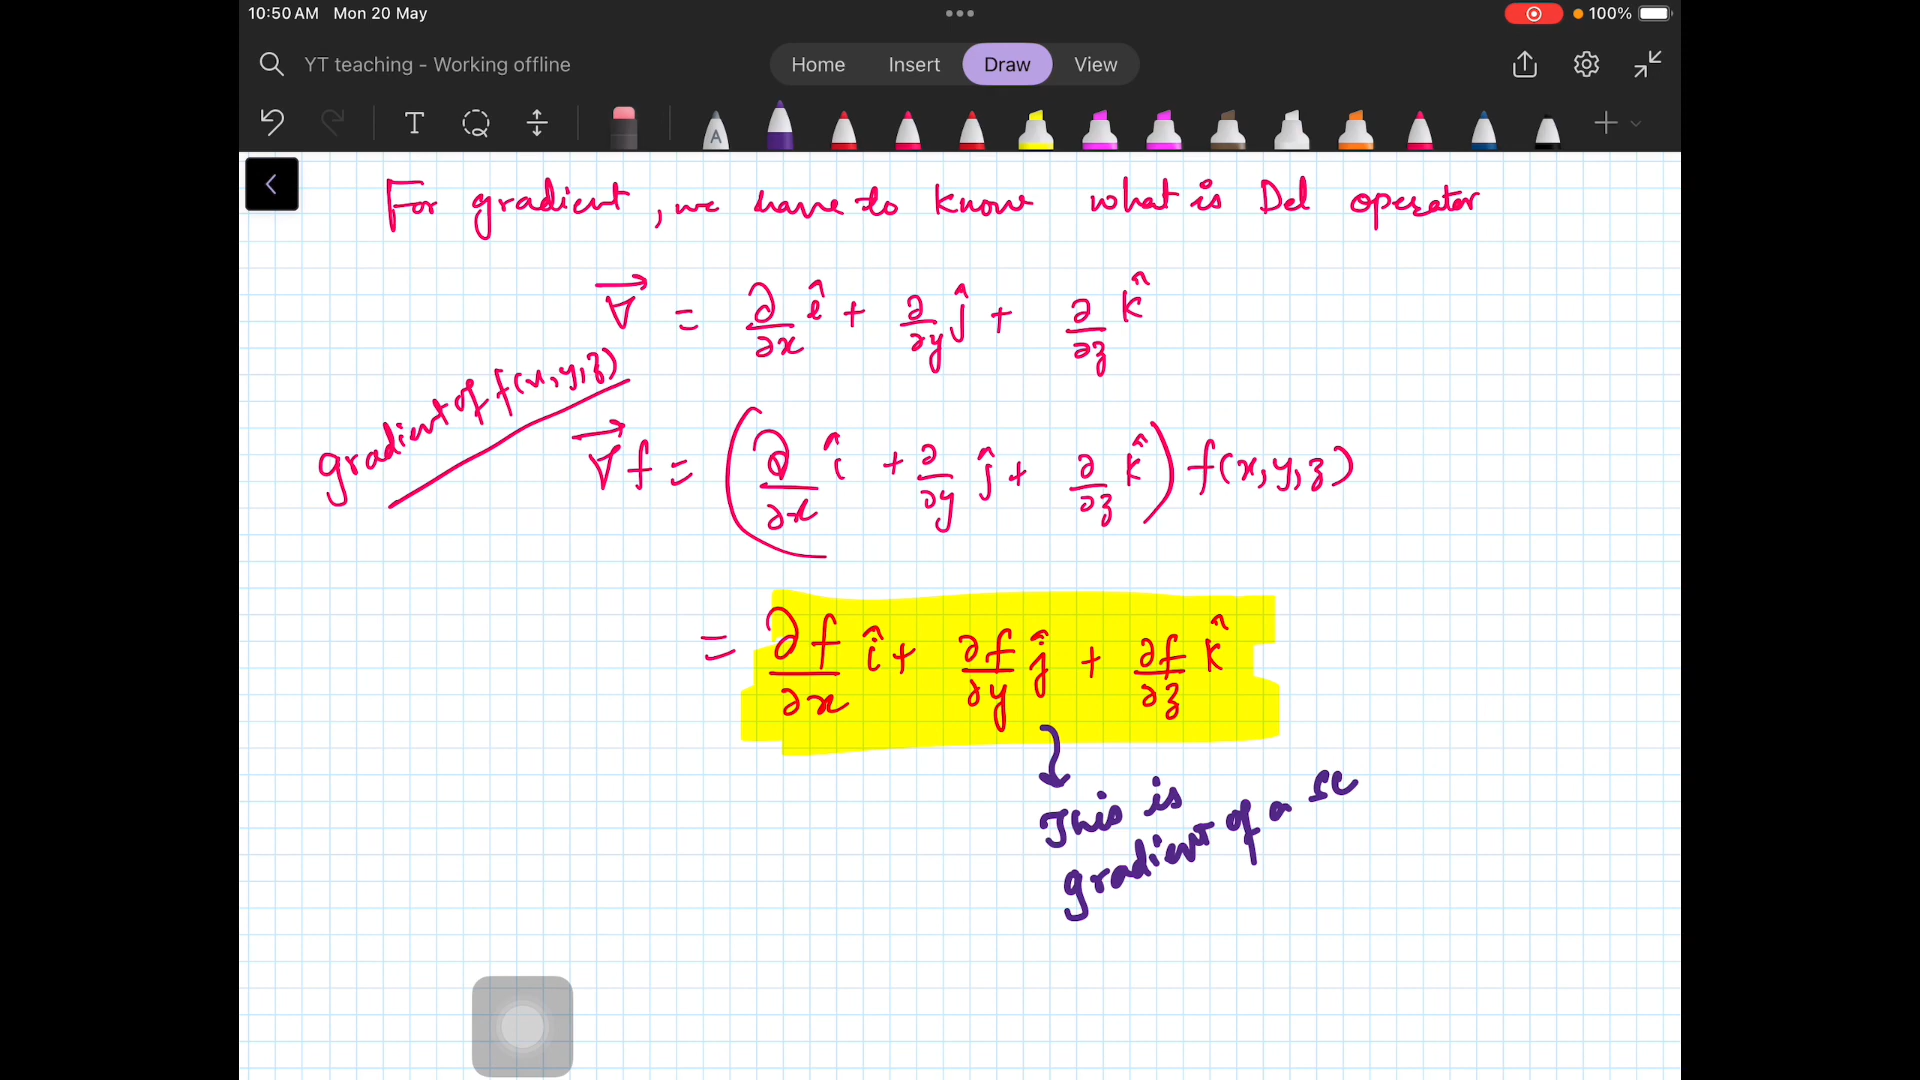 10:50 AM Mon 20 May
100%
YT teaching - Working offline
Home Insert Draw View
T
A
For gradient, we have to know what is Del operator
∇⃗ = ∂/∂x î + ∂/∂y ĵ + ∂/∂z k̂
gradient of f(x,y,z)
∇⃗f = (∂/∂x î + ∂/∂y ĵ + ∂/∂z k̂) f(x,y,z)
= ∂f/∂x î + ∂f/∂y ĵ + ∂f/∂z k̂
This is
gradient of a sc